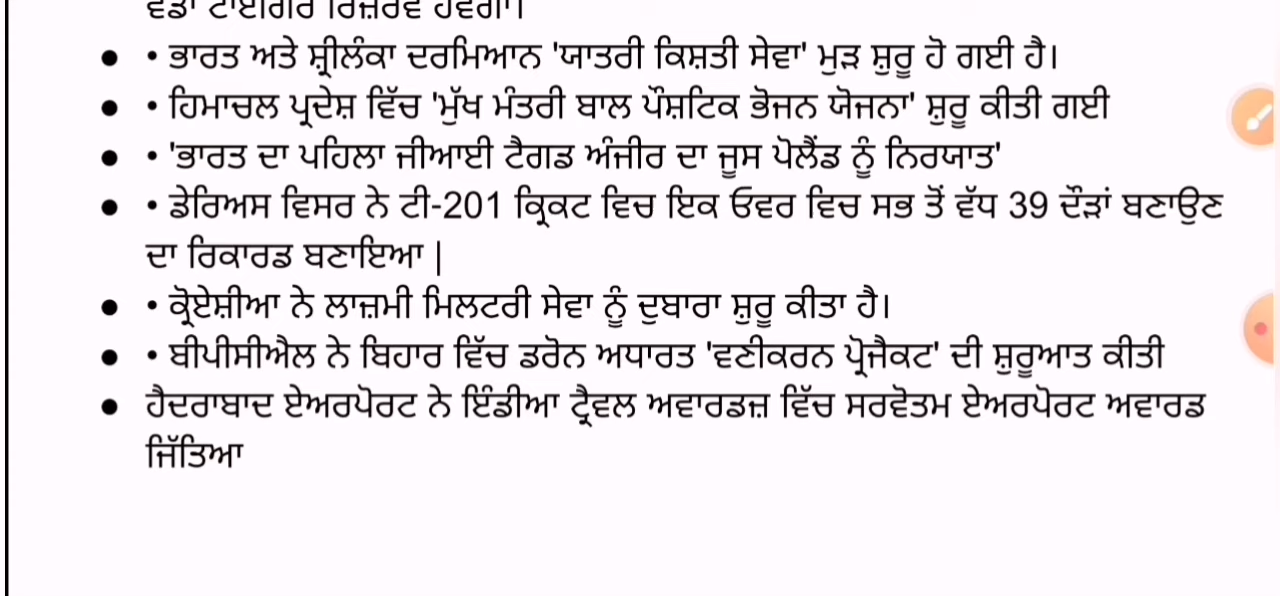 ਵੱਡਾ ਟਾਈਗਰ ਰਿਜ਼ਰਵ ਹੋਵੇਗਾ।
• • ਭਾਰਤ ਅਤੇ ਸ਼੍ਰੀਲੰਕਾ ਦਰਮਿਆਨ 'ਯਾਤਰੀ ਕਿਸ਼ਤੀ ਸੇਵਾ' ਮੁੜ ਸ਼ੁਰੂ ਹੋ ਗਈ ਹੈ।
• • ਹਿਮਾਚਲ ਪ੍ਰਦੇਸ਼ ਵਿੱਚ 'ਮੁੱਖ ਮੰਤਰੀ ਬਾਲ ਪੌਸ਼ਟਿਕ ਭੋਜਨ ਯੋਜਨਾ' ਸ਼ੁਰੂ ਕੀਤੀ ਗਈ
• • 'ਭਾਰਤ ਦਾ ਪਹਿਲਾ ਜੀਆਈ ਟੈਗਡ ਅੰਜੀਰ ਦਾ ਜੂਸ ਪੋਲੈਂਡ ਨੂੰ ਨਿਰਯਾਤ'
• • ਡੇਰਿਅਸ ਵਿਸਰ ਨੇ ਟੀ-201 ਕ੍ਰਿਕਟ ਵਿਚ ਇਕ ਓਵਰ ਵਿਚ ਸਭ ਤੋਂ ਵੱਧ 39 ਦੌੜਾਂ ਬਣਾਉਣ
ਦਾ ਰਿਕਾਰਡ ਬਣਾਇਆ |
• • ਕ੍ਰੋਏਸ਼ੀਆ ਨੇ ਲਾਜ਼ਮੀ ਮਿਲਟਰੀ ਸੇਵਾ ਨੂੰ ਦੁਬਾਰਾ ਸ਼ੁਰੂ ਕੀਤਾ ਹੈ।
• • ਬੀਪੀਸੀਐਲ ਨੇ ਬਿਹਾਰ ਵਿੱਚ ਡਰੋਨ ਅਧਾਰਤ 'ਵਣੀਕਰਨ ਪ੍ਰੋਜੈਕਟ' ਦੀ ਸ਼ੁਰੂਆਤ ਕੀਤੀ
• ਹੈਦਰਾਬਾਦ ਏਅਰਪੋਰਟ ਨੇ ਇੰਡੀਆ ਟ੍ਰੈਵਲ ਅਵਾਰਡਜ਼ ਵਿੱਚ ਸਰਵੋਤਮ ਏਅਰਪੋਰਟ ਅਵਾਰਡ
ਜਿੱਤਿਆ